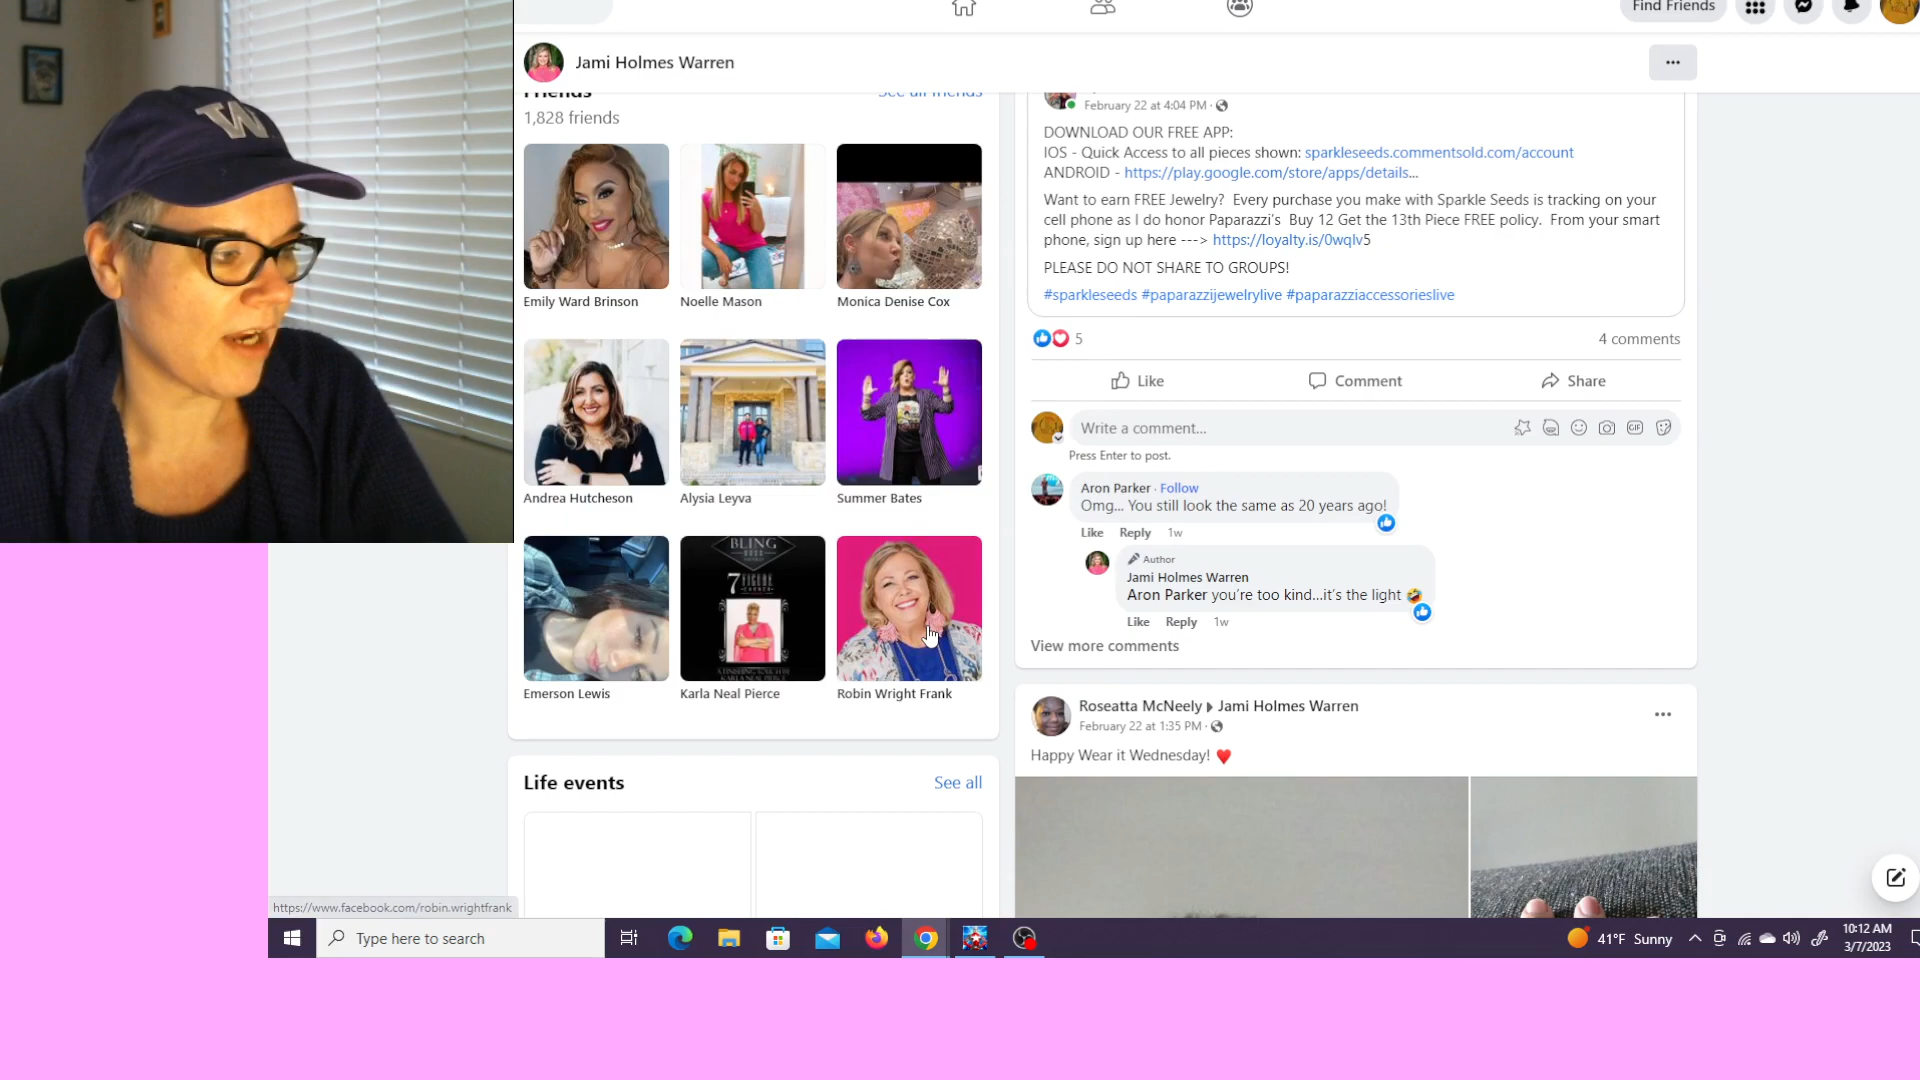 W
Find Friends
Jami Holmes Warren
Friends
See all friends
1,828 friends
Emily Ward Brinson
Noelle Mason
Monica Denise Cox
Andrea Hutcheson
Alysia Leyva
Summer Bates
BLING
7 FIGURE
Emerson Lewis
Karla Neal Pierce
Robin Wright Frank
Life events
See all
February 22 at 4:04 PM ·
DOWNLOAD OUR FREE APP:
IOS - Quick Access to all pieces shown: sparkleseeds.commentsold.com/account
ANDROID - https://play.google.com/store/apps/details...
Want to earn FREE Jewelry? Every purchase you make with Sparkle Seeds is tracking on your
cell phone as I do honor Paparazzi's Buy 12 Get the 13th Piece FREE policy. From your smart
phone, sign up here ---> https://loyalty.is/0wqlv5
PLEASE DO NOT SHARE TO GROUPS!
#sparkleseeds #paparazzijewelrylive #paparazziaccessorieslive
5
4 comments
Like
Comment
Share
Write a comment...
GIF
Press Enter to post.
Aron Parker · Follow
Omg... You still look the same as 20 years ago!
Like Reply 1w
Author
Jami Holmes Warren
Aron Parker you're too kind...it's the light 🤣
Like Reply 1w
View more comments
Roseatta McNeely ▸ Jami Holmes Warren
February 22 at 1:35 PM ·
Happy Wear it Wednesday! ❤️
https://www.facebook.com/robin.wrightfrank
Type here to search
41°F Sunny
10:12 AM
3/7/2023